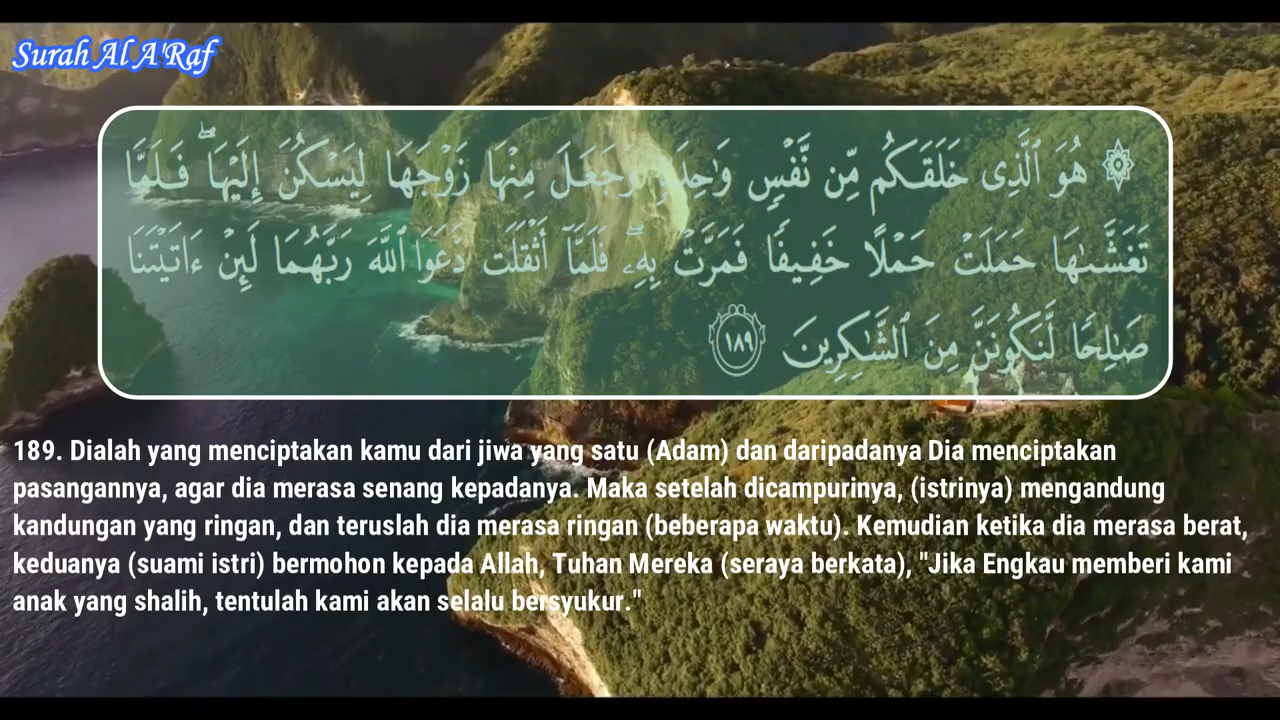 Surah Al A'Raf
۞ هُوَ ٱلَّذِى خَلَقَكُم مِّن نَّفْسٍ وَٰحِدَةٍ وَجَعَلَ مِنْهَا زَوْجَهَا لِيَسْكُنَ إِلَيْهَا ۖ فَلَمَّا
تَغَشَّىٰهَا حَمَلَتْ حَمْلًا خَفِيفًا فَمَرَّتْ بِهِۦ ۖ فَلَمَّآ أَثْقَلَت دَّعَوَا ٱللَّهَ رَبَّهُمَا لَئِنْ ءَاتَيْتَنَا
صَٰلِحًا لَّنَكُونَنَّ مِنَ ٱلشَّٰكِرِينَ ١٨٩
189. Dialah yang menciptakan kamu dari jiwa yang satu (Adam) dan daripadanya Dia menciptakan
pasangannya, agar dia merasa senang kepadanya. Maka setelah dicampurinya, (istrinya) mengandung
kandungan yang ringan, dan teruslah dia merasa ringan (beberapa waktu). Kemudian ketika dia merasa berat,
keduanya (suami istri) bermohon kepada Allah, Tuhan Mereka (seraya berkata), "Jika Engkau memberi kami
anak yang shalih, tentulah kami akan selalu bersyukur."